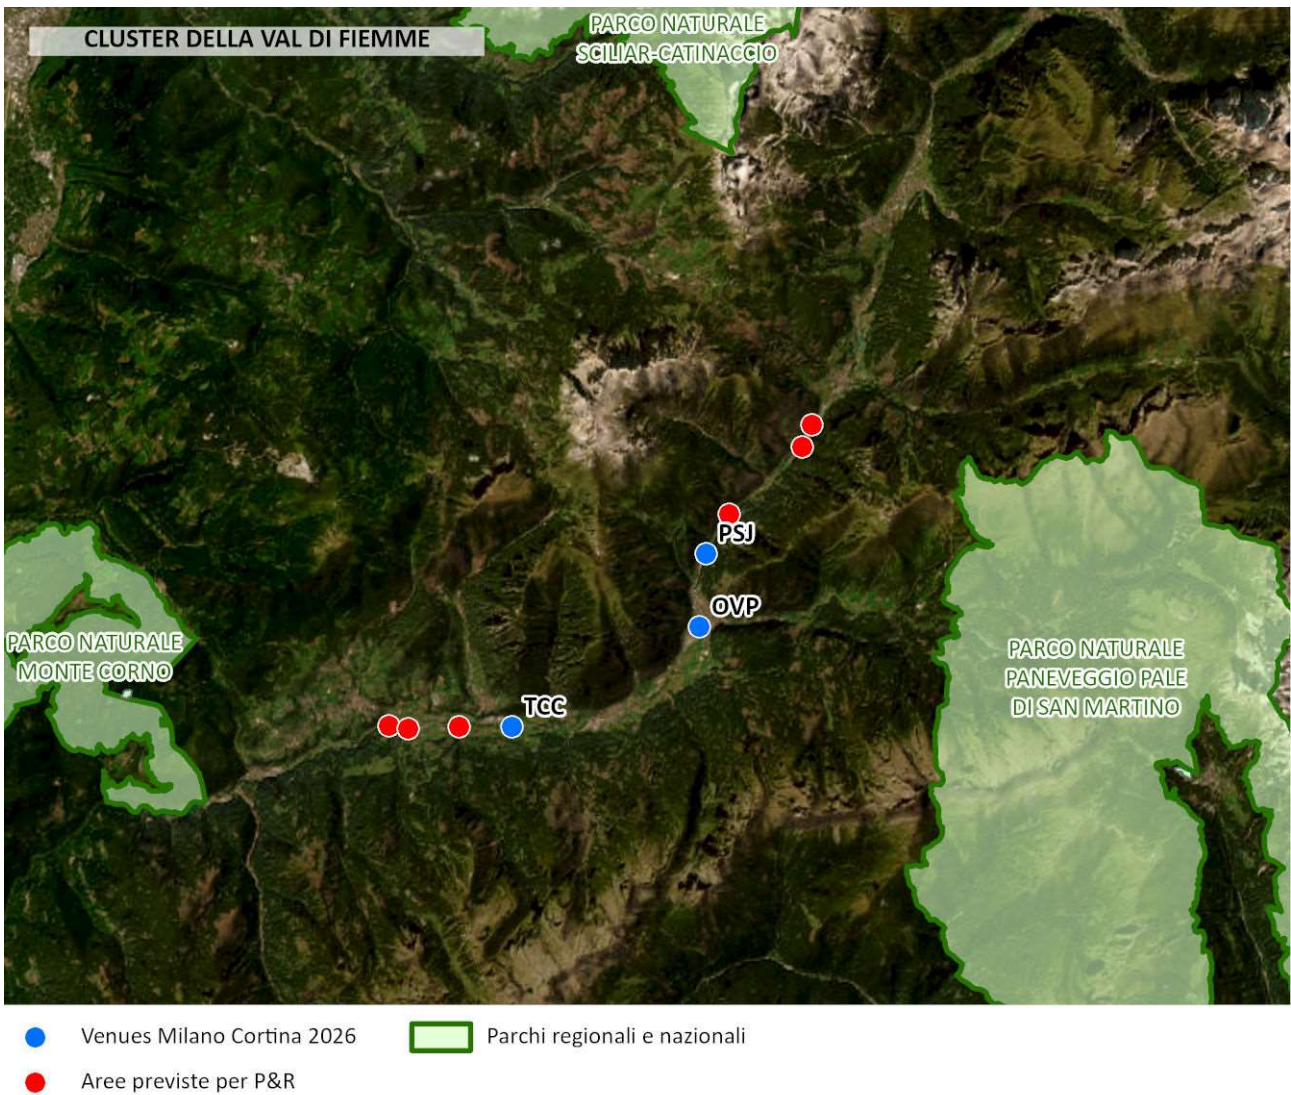 PARCO NATURALE
SCILIAR-CATINACCIO
CLUSTER DELLA VAL DI FIEMME
PSJ
OVP
PARCO NATURALE
MONTE CORNO
PARCO NATURALE
PANEVEGGIO PALE
DI SAN MARTINO
TCC
Venues Milano Cortina 2026
Parchi regionali e nazionali
Aree previste per P&R